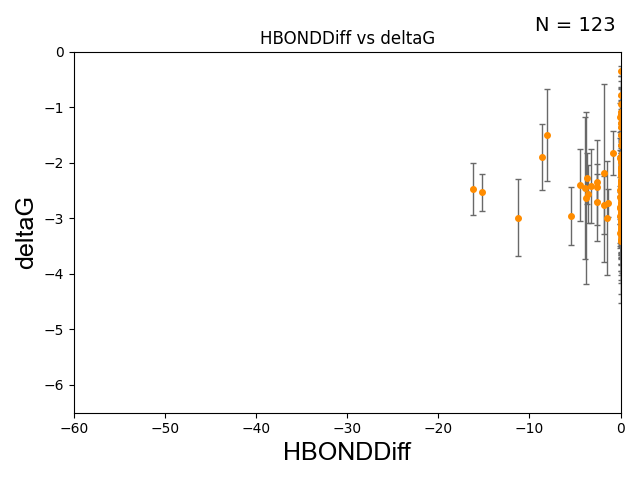 N = 123
HBONDDiff vs deltaG
0
−1
−2
−3
−4
−5
−6
deltaG
−60 −50 −40 −30 −20 −10 0
HBONDDiff